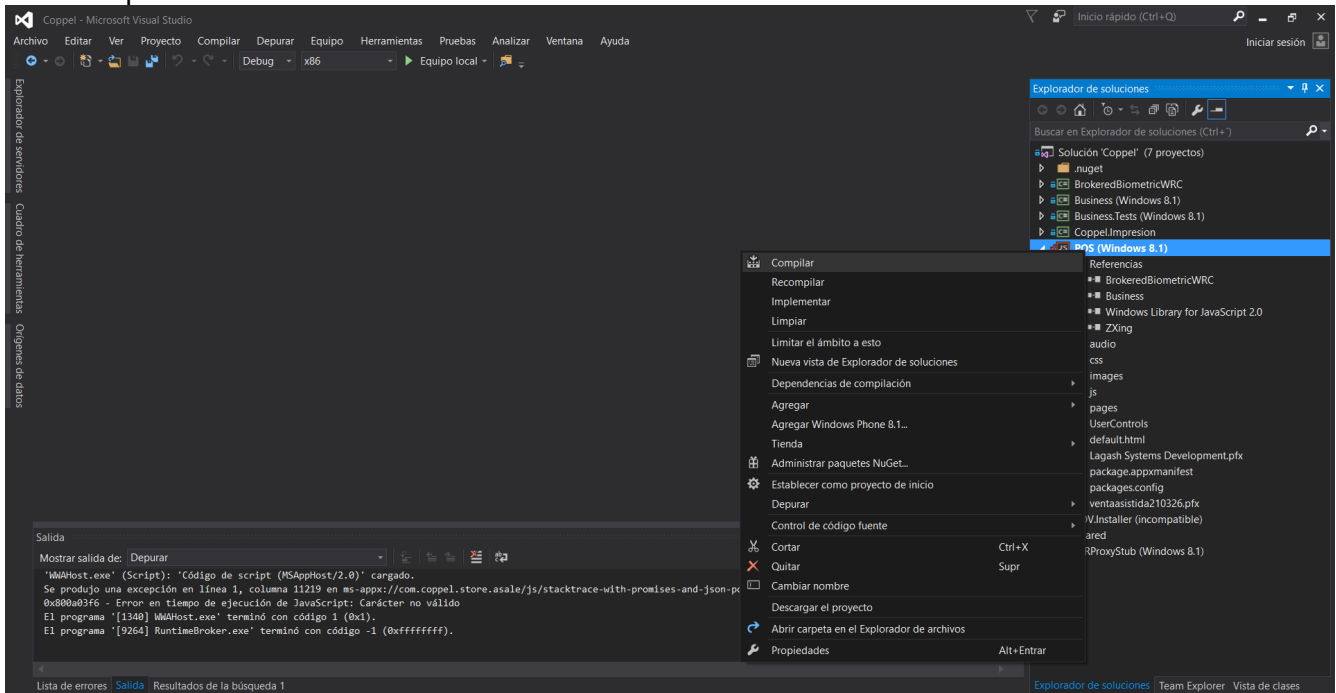 Coppel - Microsoft Visual Studio
Inicio rápido (Ctrl+Q)
Archivo Editar Ver Proyecto Compilar Depurar Equipo Herramientas Pruebas Analizar Ventana Ayuda
Iniciar sesión
Debug x86 Equipo local
Explorador de servidores
Cuadro de herramientas
Orígenes de datos
Explorador de soluciones
Buscar en Explorador de soluciones (Ctrl+¨)
Solución 'Coppel' (7 proyectos)
.nuget
BrokeredBiometricWRC
Business (Windows 8.1)
Business.Tests (Windows 8.1)
Coppel.Impresion
POS (Windows 8.1)
Referencias
BrokeredBiometricWRC
Business
Windows Library for JavaScript 2.0
ZXing
audio
css
images
js
pages
UserControls
default.html
Lagash Systems Development.pfx
package.appxmanifest
packages.config
ventaasistida210326.pfx
V.Installer (incompatible)
ared
RProxyStub (Windows 8.1)
Compilar
Recompilar
Implementar
Limpiar
Limitar el ámbito a esto
Nueva vista de Explorador de soluciones
Dependencias de compilación
Agregar
Agregar Windows Phone 8.1...
Tienda
Administrar paquetes NuGet...
Establecer como proyecto de inicio
Depurar
Control de código fuente
Cortar Ctrl+X
Quitar Supr
Cambiar nombre
Descargar el proyecto
Abrir carpeta en el Explorador de archivos
Propiedades Alt+Entrar
Salida
Mostrar salida de: Depurar
'WWAHost.exe' (Script): 'Código de script (MSAppHost/2.0)' cargado.
Se produjo una excepción en línea 1, columna 11219 en ms-appx://com.coppel.store.asale/js/stacktrace-with-promises-and-json-po
0x800a03f6 - Error en tiempo de ejecución de JavaScript: Carácter no válido
El programa '[1340] WWAHost.exe' terminó con código 1 (0x1).
El programa '[9264] RuntimeBroker.exe' terminó con código -1 (0xffffffff).
Lista de errores Salida Resultados de la búsqueda 1
Explorador de soluciones Team Explorer Vista de clases